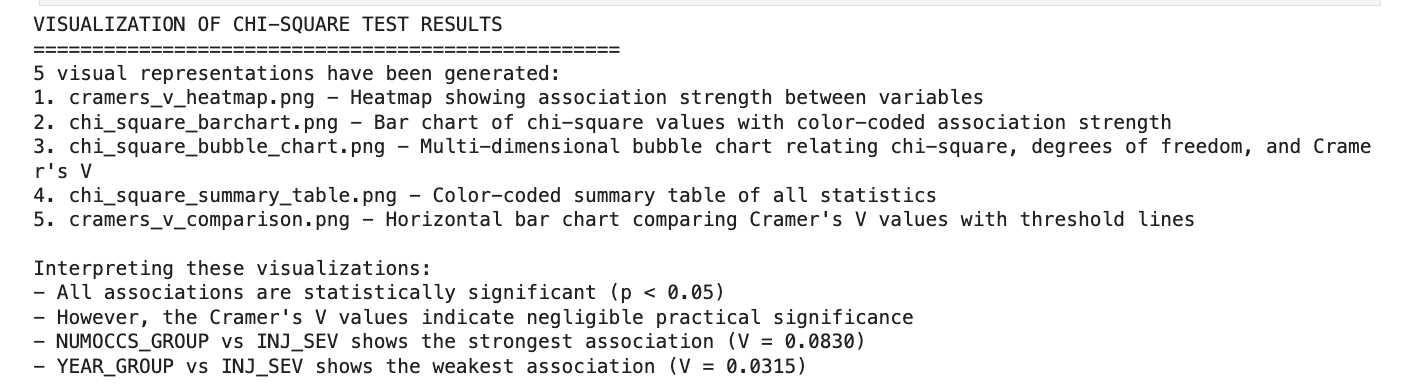 VISUALIZATION OF CHI-SQUARE TEST RESULTS
==================================================
5 visual representations have been generated:
1. cramers_v_heatmap.png - Heatmap showing association strength between variables
2. chi_square_barchart.png - Bar chart of chi-square values with color-coded association strength
3. chi_square_bubble_chart.png - Multi-dimensional bubble chart relating chi-square, degrees of freedom, and Crame
r's V
4. chi_square_summary_table.png - Color-coded summary table of all statistics
5. cramers_v_comparison.png - Horizontal bar chart comparing Cramer's V values with threshold lines

Interpreting these visualizations:
- All associations are statistically significant (p < 0.05)
- However, the Cramer's V values indicate negligible practical significance
- NUMOCCS_GROUP vs INJ_SEV shows the strongest association (V = 0.0830)
- YEAR_GROUP vs INJ_SEV shows the weakest association (V = 0.0315)